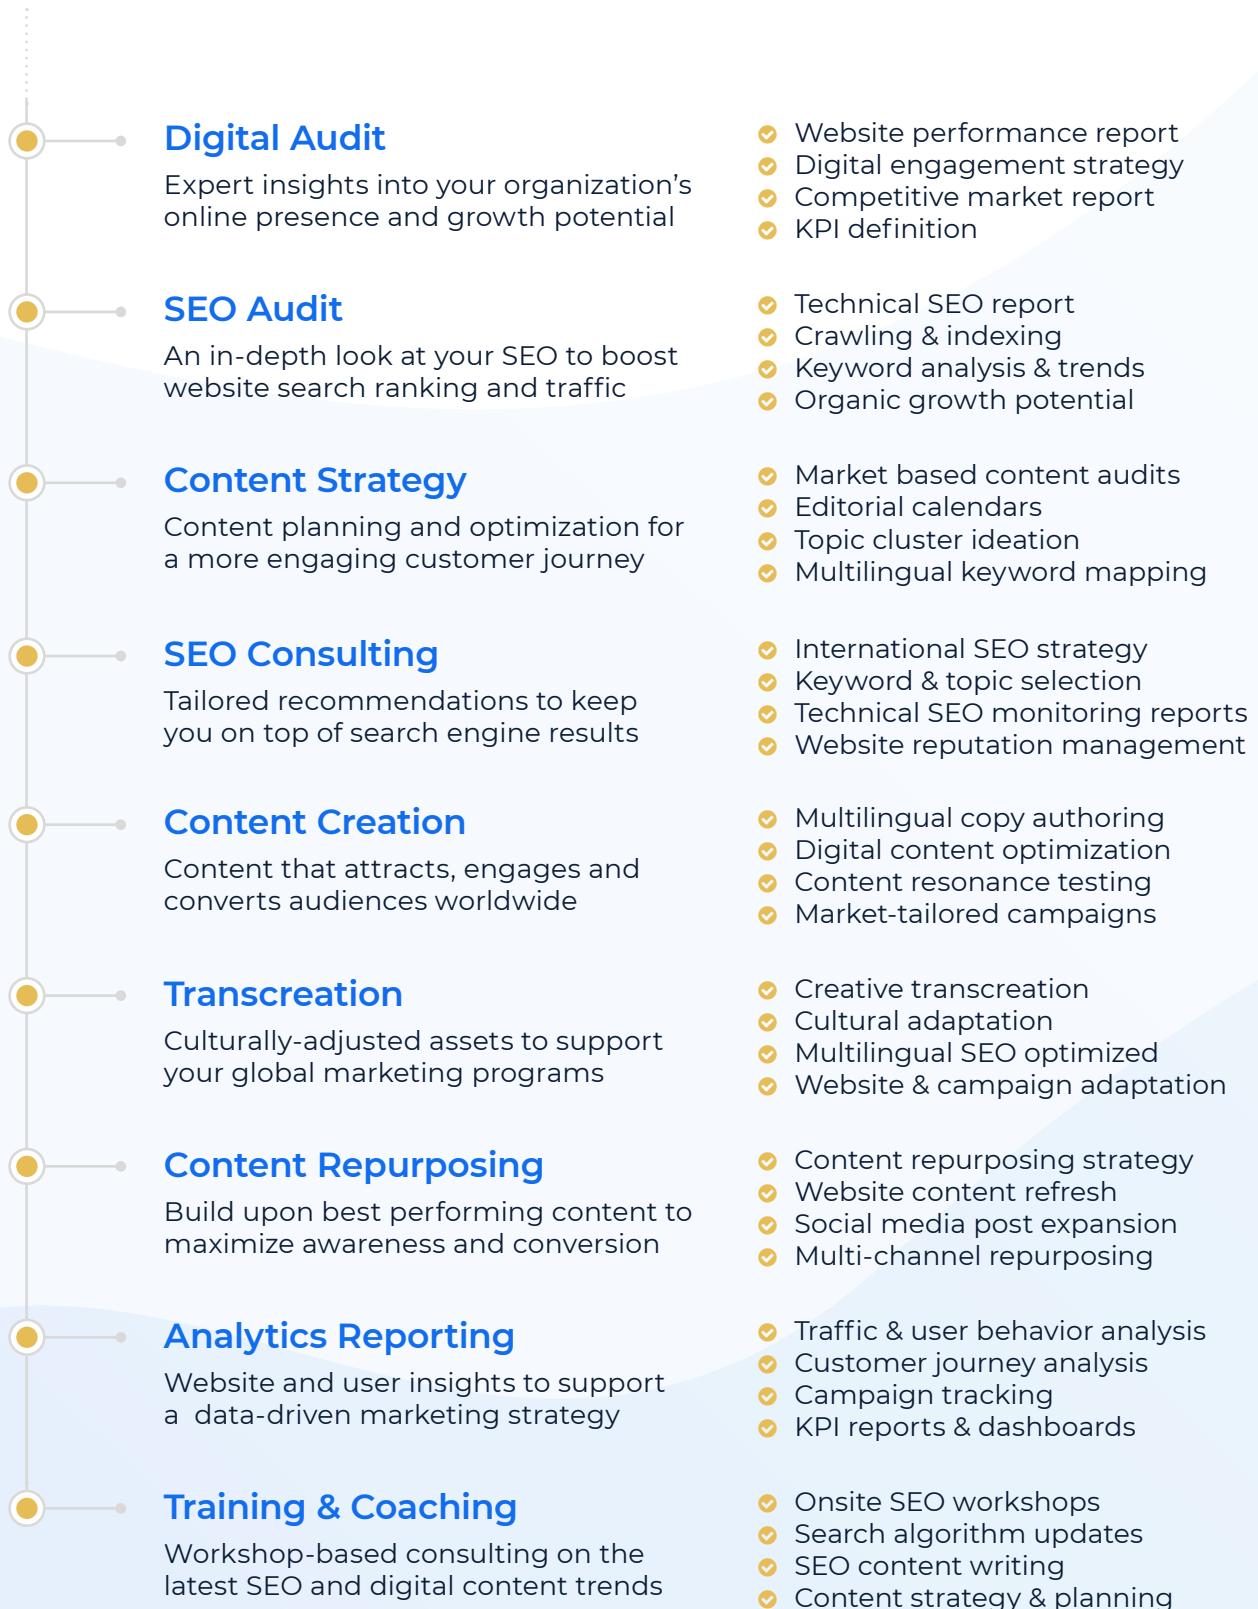 Digital Audit
Expert insights into your organization’s
online presence and growth potential
Website performance report
Digital engagement strategy
Competitive market report
KPI definition
SEO Audit
An in-depth look at your SEO to boost
website search ranking and traffic
Technical SEO report
Crawling & indexing
Keyword analysis & trends
Organic growth potential
Content Strategy
Content planning and optimization for
a more engaging customer journey
Market based content audits
Editorial calendars
Topic cluster ideation
Multilingual keyword mapping
SEO Consulting
Tailored recommendations to keep
you on top of search engine results
International SEO strategy
Keyword & topic selection
Technical SEO monitoring reports
Website reputation management
Content Creation
Content that attracts, engages and
converts audiences worldwide
Multilingual copy authoring
Digital content optimization
Content resonance testing
Market-tailored campaigns
Transcreation
Culturally-adjusted assets to support
your global marketing programs
Creative transcreation
Cultural adaptation
Multilingual SEO optimized
Website & campaign adaptation
Content Repurposing
Build upon best performing content to
maximize awareness and conversion
Content repurposing strategy
Website content refresh
Social media post expansion
Multi-channel repurposing
Analytics Reporting
Website and user insights to support
a  data-driven marketing strategy
Traffic & user behavior analysis
Customer journey analysis
Campaign tracking
KPI reports & dashboards
Training & Coaching
Workshop-based consulting on the
latest SEO and digital content trends
Onsite SEO workshops
Search algorithm updates
SEO content writing
Content strategy & planning